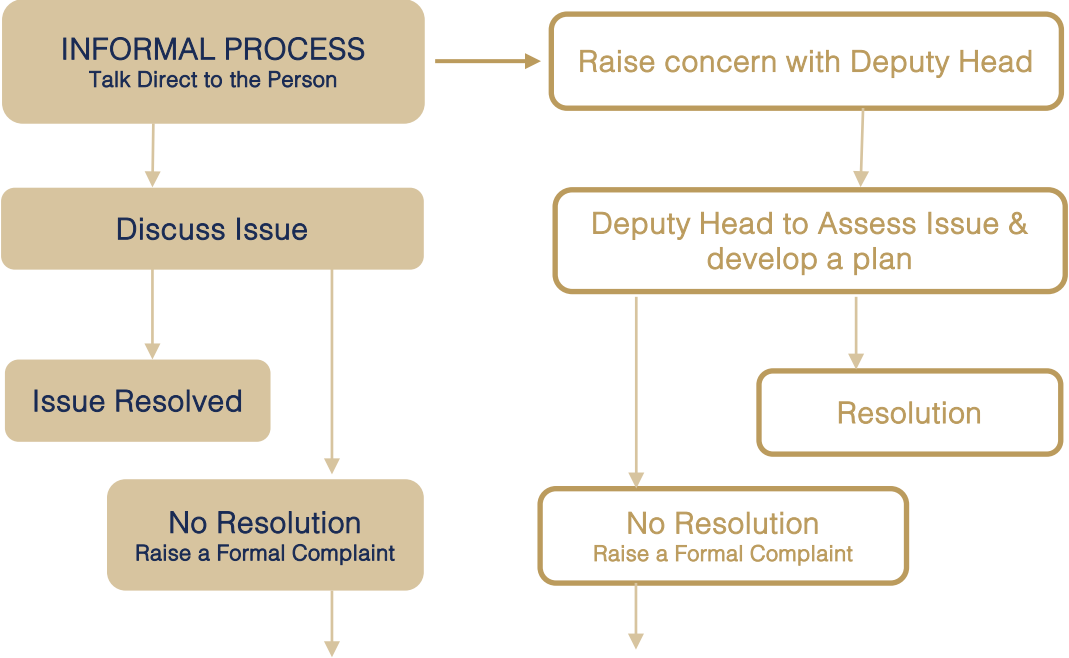 INFORMAL PROCESS
Talk Direct to the Person
Raise concern with Deputy Head
Discuss Issue
Deputy Head to Assess Issue &
develop a plan
Issue Resolved
Resolution
No Resolution
Raise a Formal Complaint
No Resolution
Raise a Formal Complaint